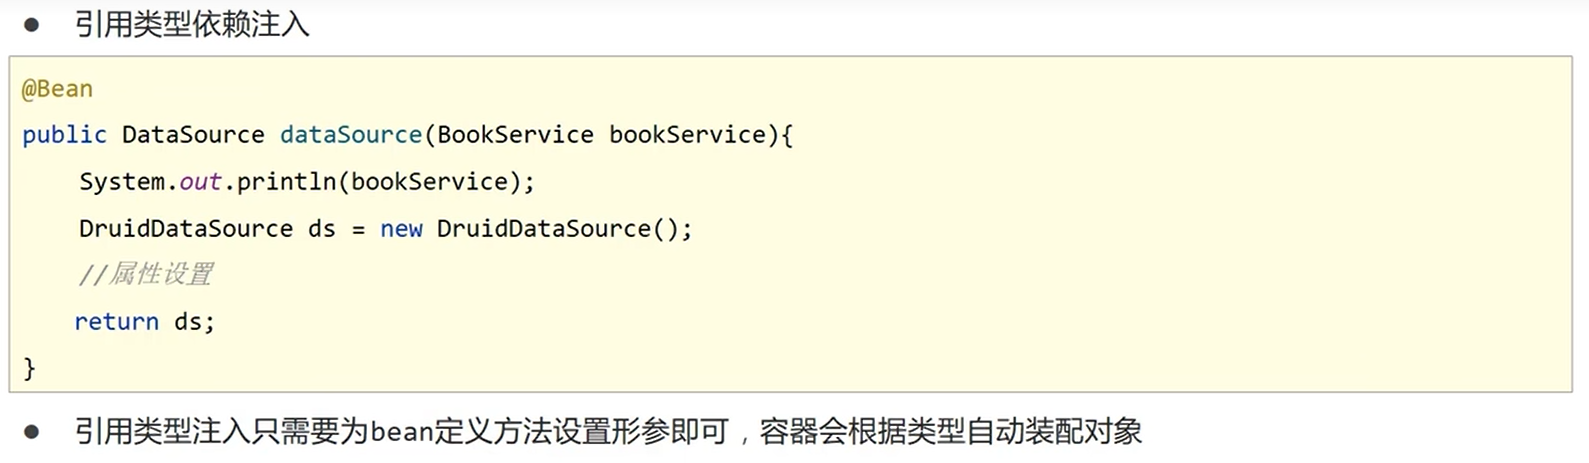 ● 引用类型依赖注入
@Bean
public DataSource dataSource(BookService bookService){
    System.out.println(bookService);
    DruidDataSource ds = new DruidDataSource();
    //属性设置
    return ds;
}
● 引用类型注入只需要为bean定义方法设置形参即可，容器会根据类型自动装配对象